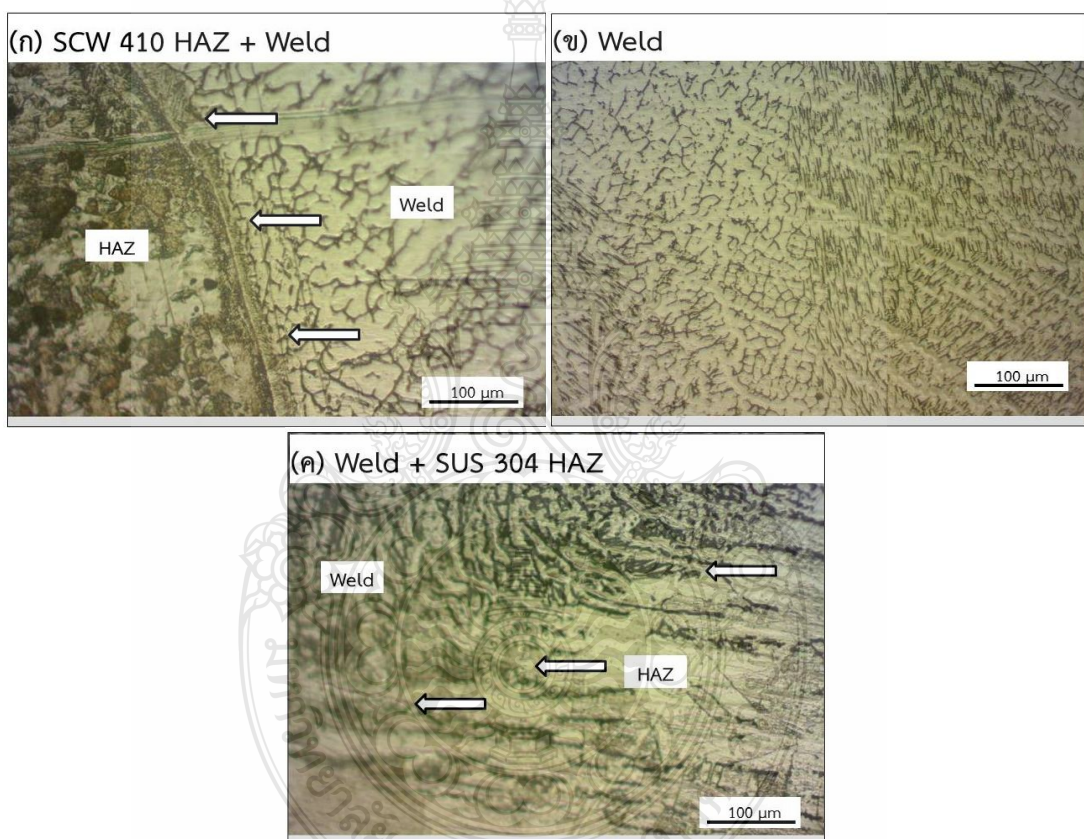 (ก) SCW 410 HAZ + Weld
HAZ
Weld
100 µm
(ข) Weld
100 µm
(ค) Weld + SUS 304 HAZ
Weld
HAZ
100 µm